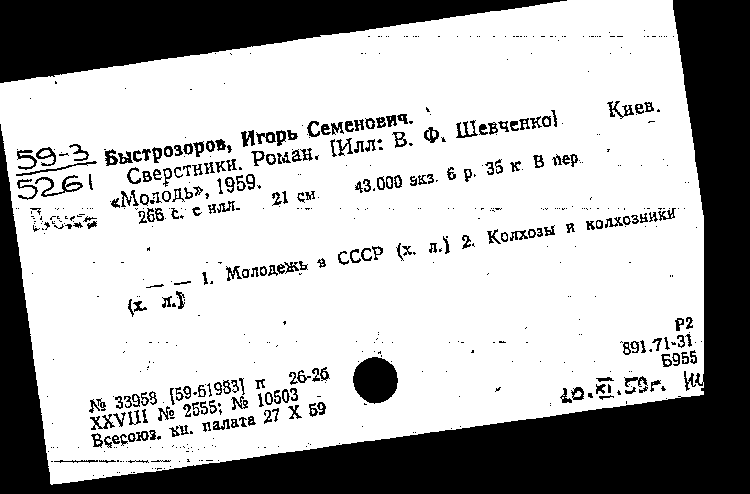 59-3
5261
Быстрозоров, Игорь Семенович.
Сверстники. Роман. [Илл: В. Ф. Шевченко] Киев.
«Молодь», 1959.
266 с. с илл. 21 см 43.000 экз. 6 р. 35 к В пер
— — 1. Молодежь в СССР (х. л.) 2. Колхозы и колхозники
(х. л.)
Р2
891.71-31
Б955
№ 33958 [59-51983] п 26-26
XXVIII № 2555; № 10503
Всесоюз. кн. палата 27 X 59
20.XI.59г.